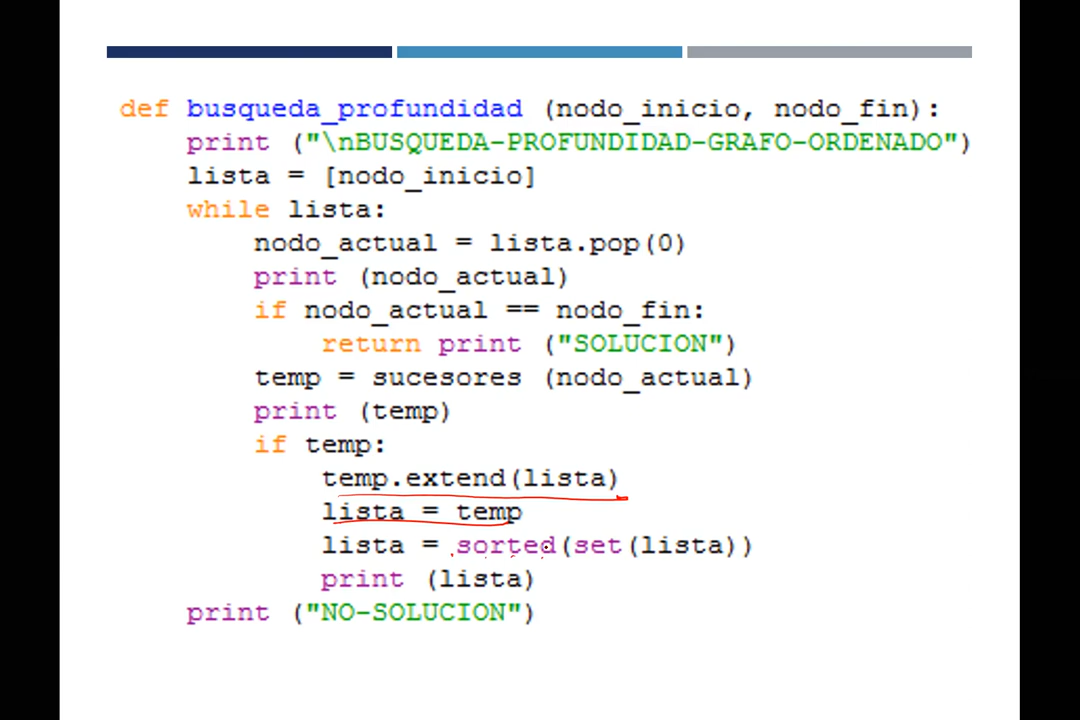 def busqueda_profundidad (nodo_inicio, nodo_fin):
    print ("\nBUSQUEDA-PROFUNDIDAD-GRAFO-ORDENADO")
    lista = [nodo_inicio]
    while lista:
        nodo_actual = lista.pop(0)
        print (nodo_actual)
        if nodo_actual == nodo_fin:
            return print ("SOLUCION")
        temp = sucesores (nodo_actual)
        print (temp)
        if temp:
            temp.extend(lista)
            lista = temp
            lista = sorted(set(lista))
            print (lista)
    print ("NO-SOLUCION")